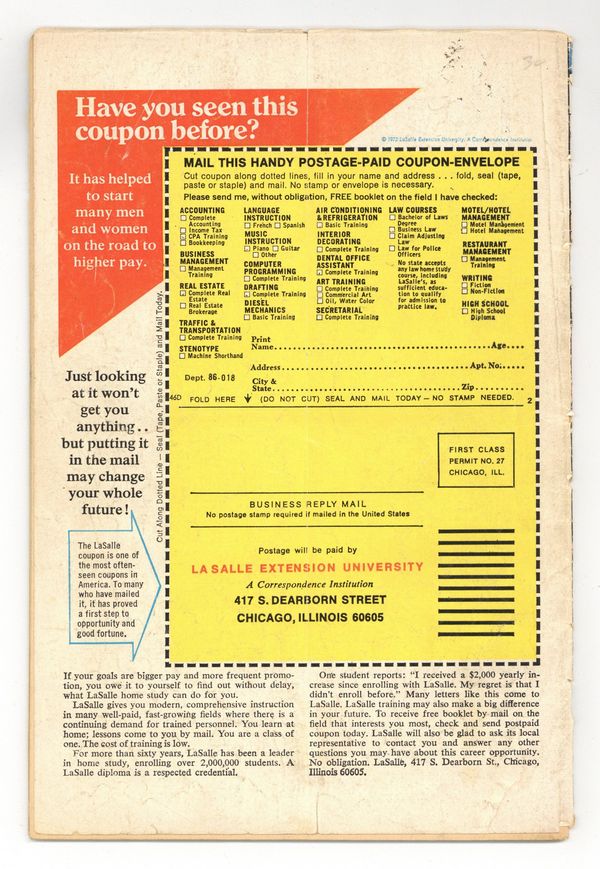 Have you seen this
coupon before?
© 1972 LaSalle Extension University, A Correspondence Institution
It has helped
to start
many men
and women
on the road to
higher pay.
MAIL THIS HANDY POSTAGE-PAID COUPON-ENVELOPE
Cut coupon along dotted lines, fill in your name and address . . . fold, seal (tape,
paste or staple) and mail. No stamp or envelope is necessary.
Please send me, without obligation, FREE booklet on the field I have checked:
ACCOUNTING
Complete
Accounting
Income Tax
CPA Training
Bookkeeping
BUSINESS
MANAGEMENT
Management
Training
REAL ESTATE
Complete Real
Estate
Real Estate
Brokerage
TRAFFIC &
TRANSPORTATION
Complete Training
STENOTYPE
Machine Shorthand
LANGUAGE
INSTRUCTION
French Spanish
MUSIC
INSTRUCTION
Piano Guitar
Other
COMPUTER
PROGRAMMING
Complete Training
DRAFTING
Complete Training
DIESEL
MECHANICS
Basic Training
AIR CONDITIONING
& REFRIGERATION
Basic Training
INTERIOR
DECORATING
Complete Training
DENTAL OFFICE
ASSISTANT
Complete Training
ART TRAINING
Complete Training
Commercial Art
Oil, Water Color
SECRETARIAL
Complete Training
LAW COURSES
Bachelor of Laws
Degree
Business Law
Claim Adjusting
Law
Law for Police
Officers
No state accepts
any law home study
course, including
LaSalle's, as
sufficient educa-
tion to qualify
for admission to
practice law.
MOTEL/HOTEL
MANAGEMENT
Motel Management
Hotel Management
RESTAURANT
MANAGEMENT
Management
Training
WRITING
Fiction
Non-Fiction
HIGH SCHOOL
High School
Diploma
Print
Name Age
Address Apt. No.
Dept. 86-018
City &
State Zip
46D FOLD HERE (DO NOT CUT) SEAL AND MAIL TODAY – NO STAMP NEEDED. 2
Cut Along Dotted Line — Seal (Tape, Paste or Staple) and Mail Today.
Just looking
at it won't
get you
anything . .
but putting it
in the mail
may change
your whole
future!
The LaSalle
coupon is one of
the most often-
seen coupons in
America. To many
who have mailed
it, it has proved
a first step to
opportunity and
good fortune.
FIRST CLASS
PERMIT NO. 27
CHICAGO, ILL.
BUSINESS REPLY MAIL
No postage stamp required if mailed in the United States
Postage will be paid by
LA SALLE EXTENSION UNIVERSITY
A Correspondence Institution
417 S. DEARBORN STREET
CHICAGO, ILLINOIS 60605
If your goals are bigger pay and more frequent promo-
tion, you owe it to yourself to find out without delay,
what LaSalle home study can do for you.
LaSalle gives you modern, comprehensive instruction
in many well-paid, fast-growing fields where there is a
continuing demand for trained personnel. You learn at
home; lessons come to you by mail. You are a class of
one. The cost of training is low.
For more than sixty years, LaSalle has been a leader
in home study, enrolling over 2,000,000 students. A
LaSalle diploma is a respected credential.
One student reports: "I received a $2,000 yearly in-
crease since enrolling with LaSalle. My regret is that I
didn't enroll before." Many letters like this come to
LaSalle. LaSalle training may also make a big difference
in your future. To receive free booklet by mail on the
field that interests you most, check and send postpaid
coupon today. LaSalle will also be glad to ask its local
representative to contact you and answer any other
questions you may have about this career opportunity.
No obligation. LaSalle, 417 S. Dearborn St., Chicago,
Illinois 60605.